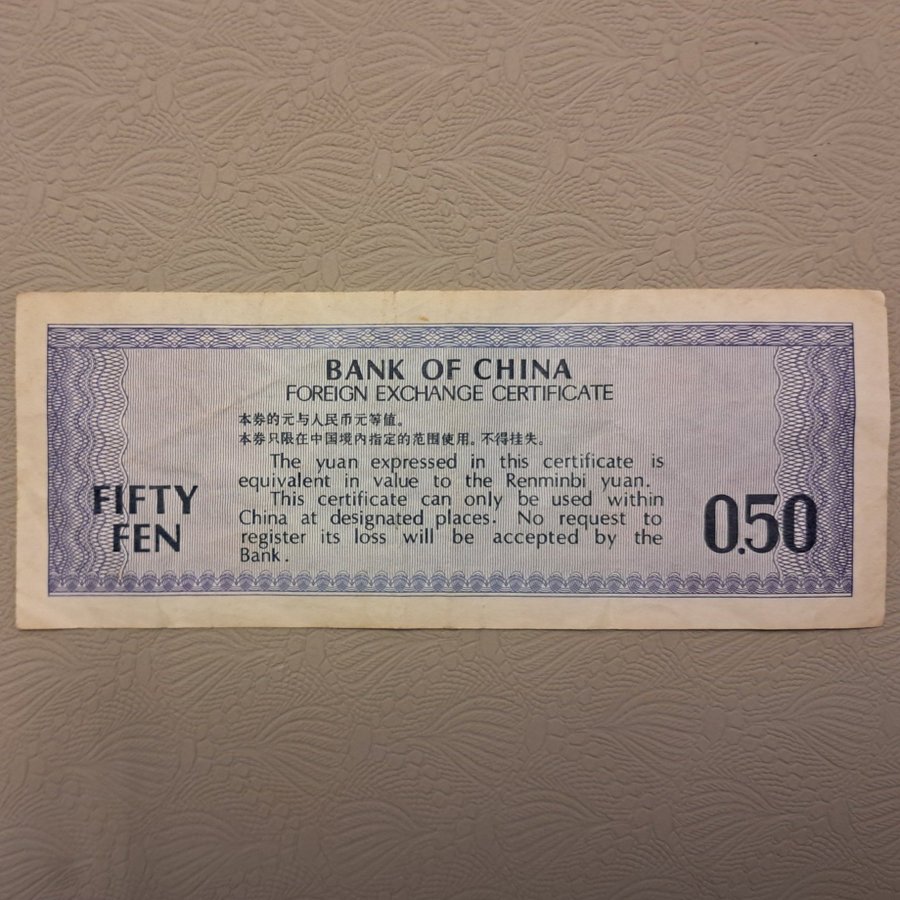 BANK OF CHINA
FOREIGN EXCHANGE CERTIFICATE
本券的元与人民币元等值。
本券只限在中国境内指定的范围使用。不得挂失。
The yuan expressed in this certificate is
equivalent in value to the Renminbi yuan.
This certificate can only be used within
China at designated places. No request to
register its loss will be accepted by the
Bank.
FIFTY
FEN
0.50